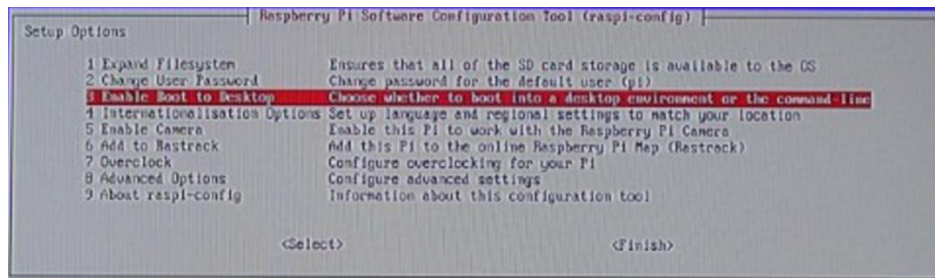 Raspberry Pi Software Configuration Tool (raspi-config)
Setup Options
1 Expand Filesystem Ensures that all of the SD card storage is available to the OS
2 Change User Password Change password for the default user (pi)
3 Enable Boot to Desktop Choose whether to boot into a desktop environment or the command-line
4 Internationalisation Options Set up language and regional settings to match your location
5 Enable Camera Enable this Pi to work with the Raspberry Pi Camera
6 Add to Rastrack Add this Pi to the online Raspberry Pi Map (Rastrack)
7 Overclock Configure overclocking for your Pi
8 Advanced Options Configure advanced settings
9 About raspi-config Information about this configuration tool
<Select> <Finish>